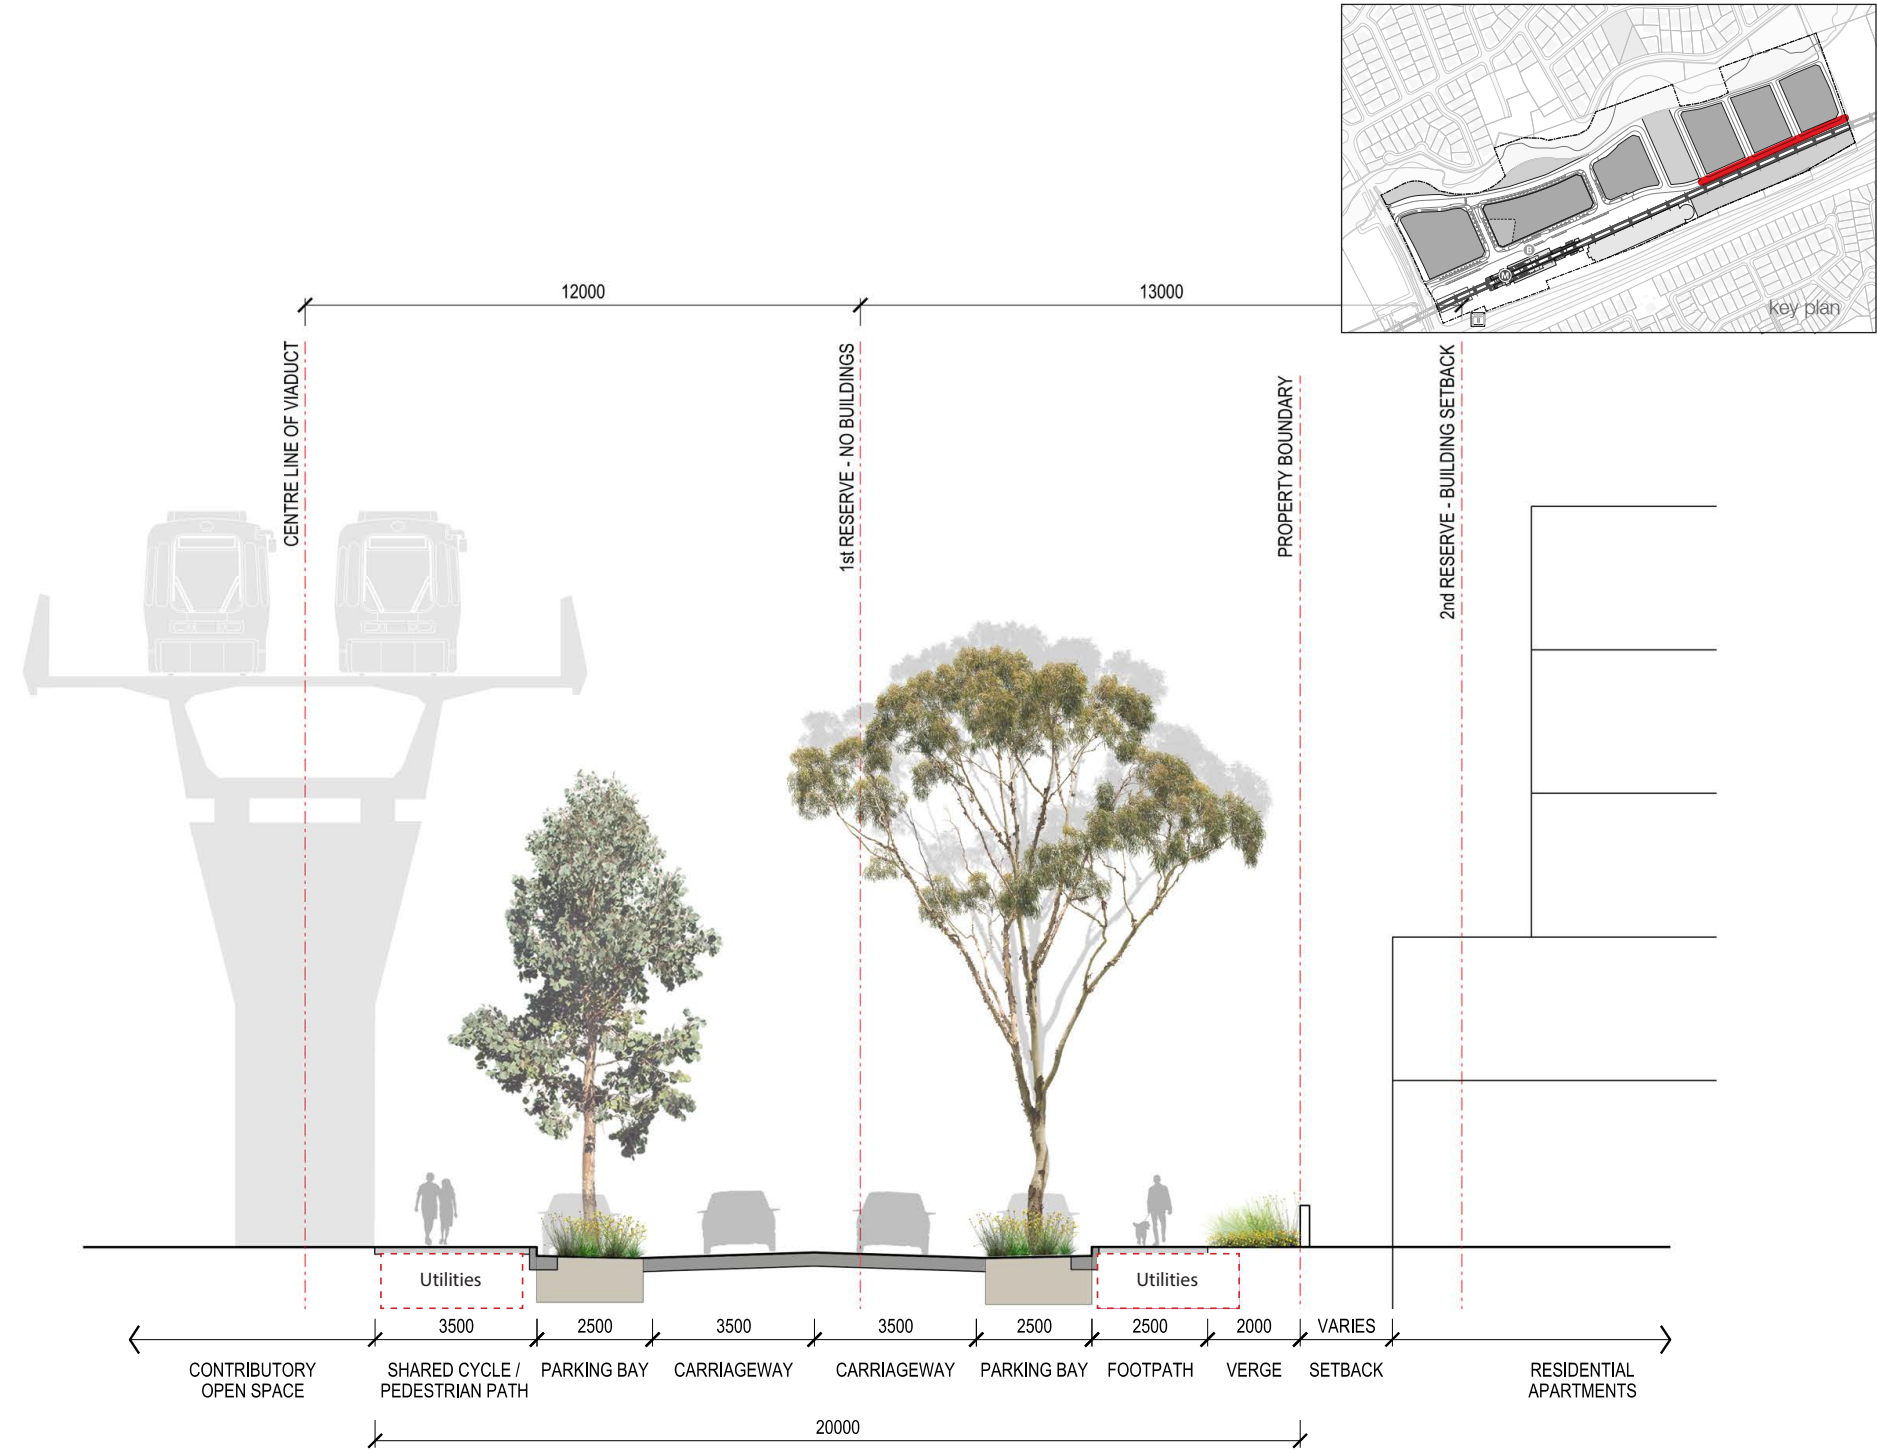 key plan
M
B
12000
13000
CENTRE LINE OF VIADUCT
1st RESERVE - NO BUILDINGS
PROPERTY BOUNDARY
2nd RESERVE - BUILDING SETBACK
Utilities
Utilities
3500
2500
3500
3500
2500
2500
2000
VARIES
CONTRIBUTORY
OPEN SPACE
SHARED CYCLE /
PEDESTRIAN PATH
PARKING BAY
CARRIAGEWAY
CARRIAGEWAY
PARKING BAY
FOOTPATH
VERGE
SETBACK
RESIDENTIAL
APARTMENTS
20000